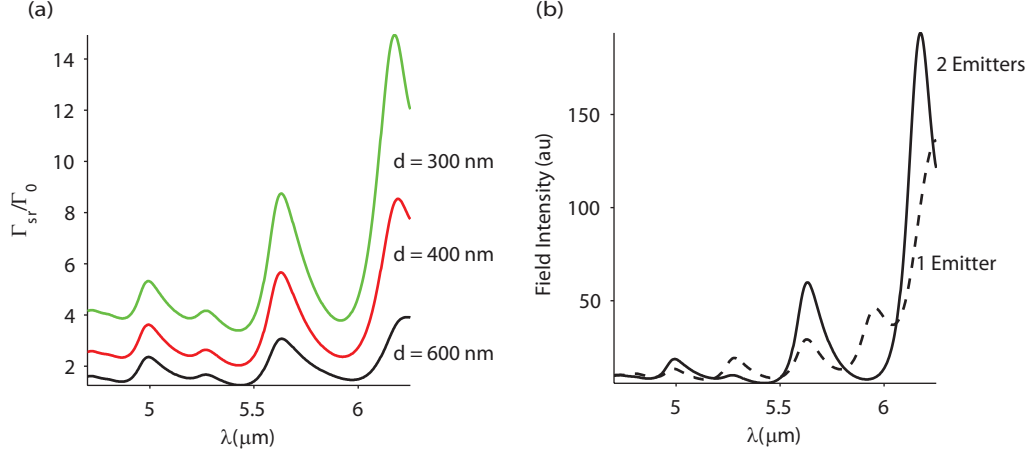 (a)
14
12
10
8
6
4
2
Γsr/Γ0
d = 300 nm
d = 400 nm
d = 600 nm
5
5.5
6
λ(μm)
(b)
150
100
50
Field Intensity (au)
2 Emitters
1 Emitter
5
5.5
6
λ(μm)